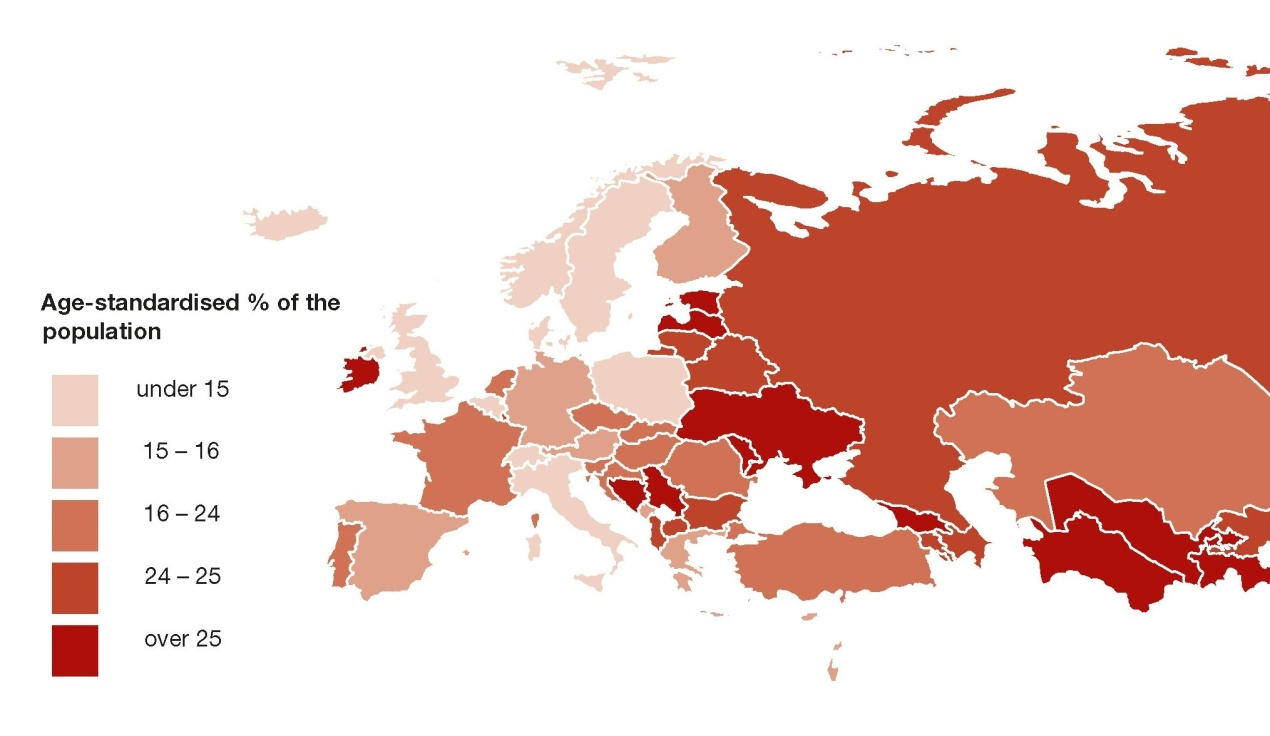 Age-standardised % of the
population
under 15
15 – 16
16 – 24
24 – 25
over 25